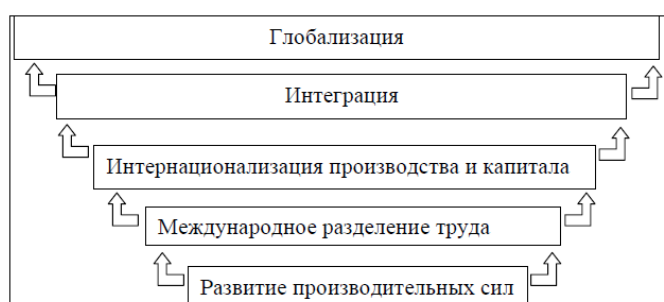 Глобализация
Интеграция
Интернационализация производства и капитала
Международное разделение труда
Развитие производительных сил